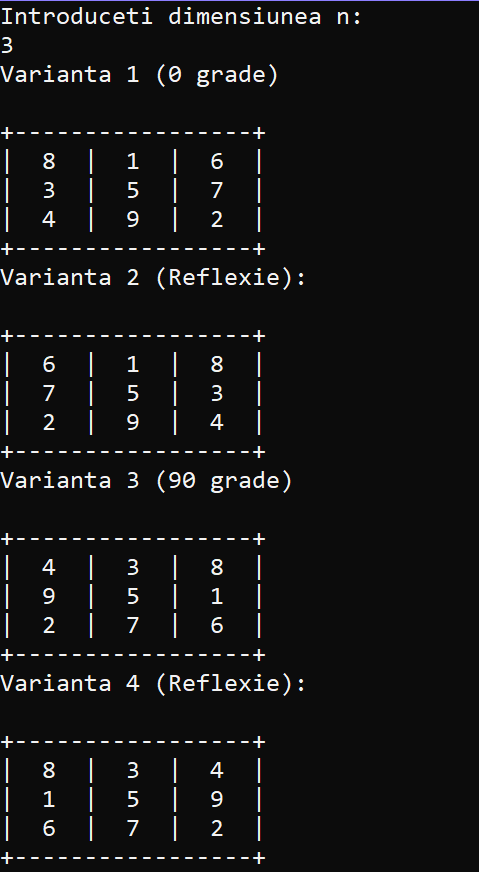 Introduceti dimensiunea n:
3
Varianta 1 (0 grade)
+-----------------+
|  8  |  1  |  6  |
|  3  |  5  |  7  |
|  4  |  9  |  2  |
+-----------------+
Varianta 2 (Reflexie):
+-----------------+
|  6  |  1  |  8  |
|  7  |  5  |  3  |
|  2  |  9  |  4  |
+-----------------+
Varianta 3 (90 grade)
+-----------------+
|  4  |  3  |  8  |
|  9  |  5  |  1  |
|  2  |  7  |  6  |
+-----------------+
Varianta 4 (Reflexie):
+-----------------+
|  8  |  3  |  4  |
|  1  |  5  |  9  |
|  6  |  7  |  2  |
+-----------------+